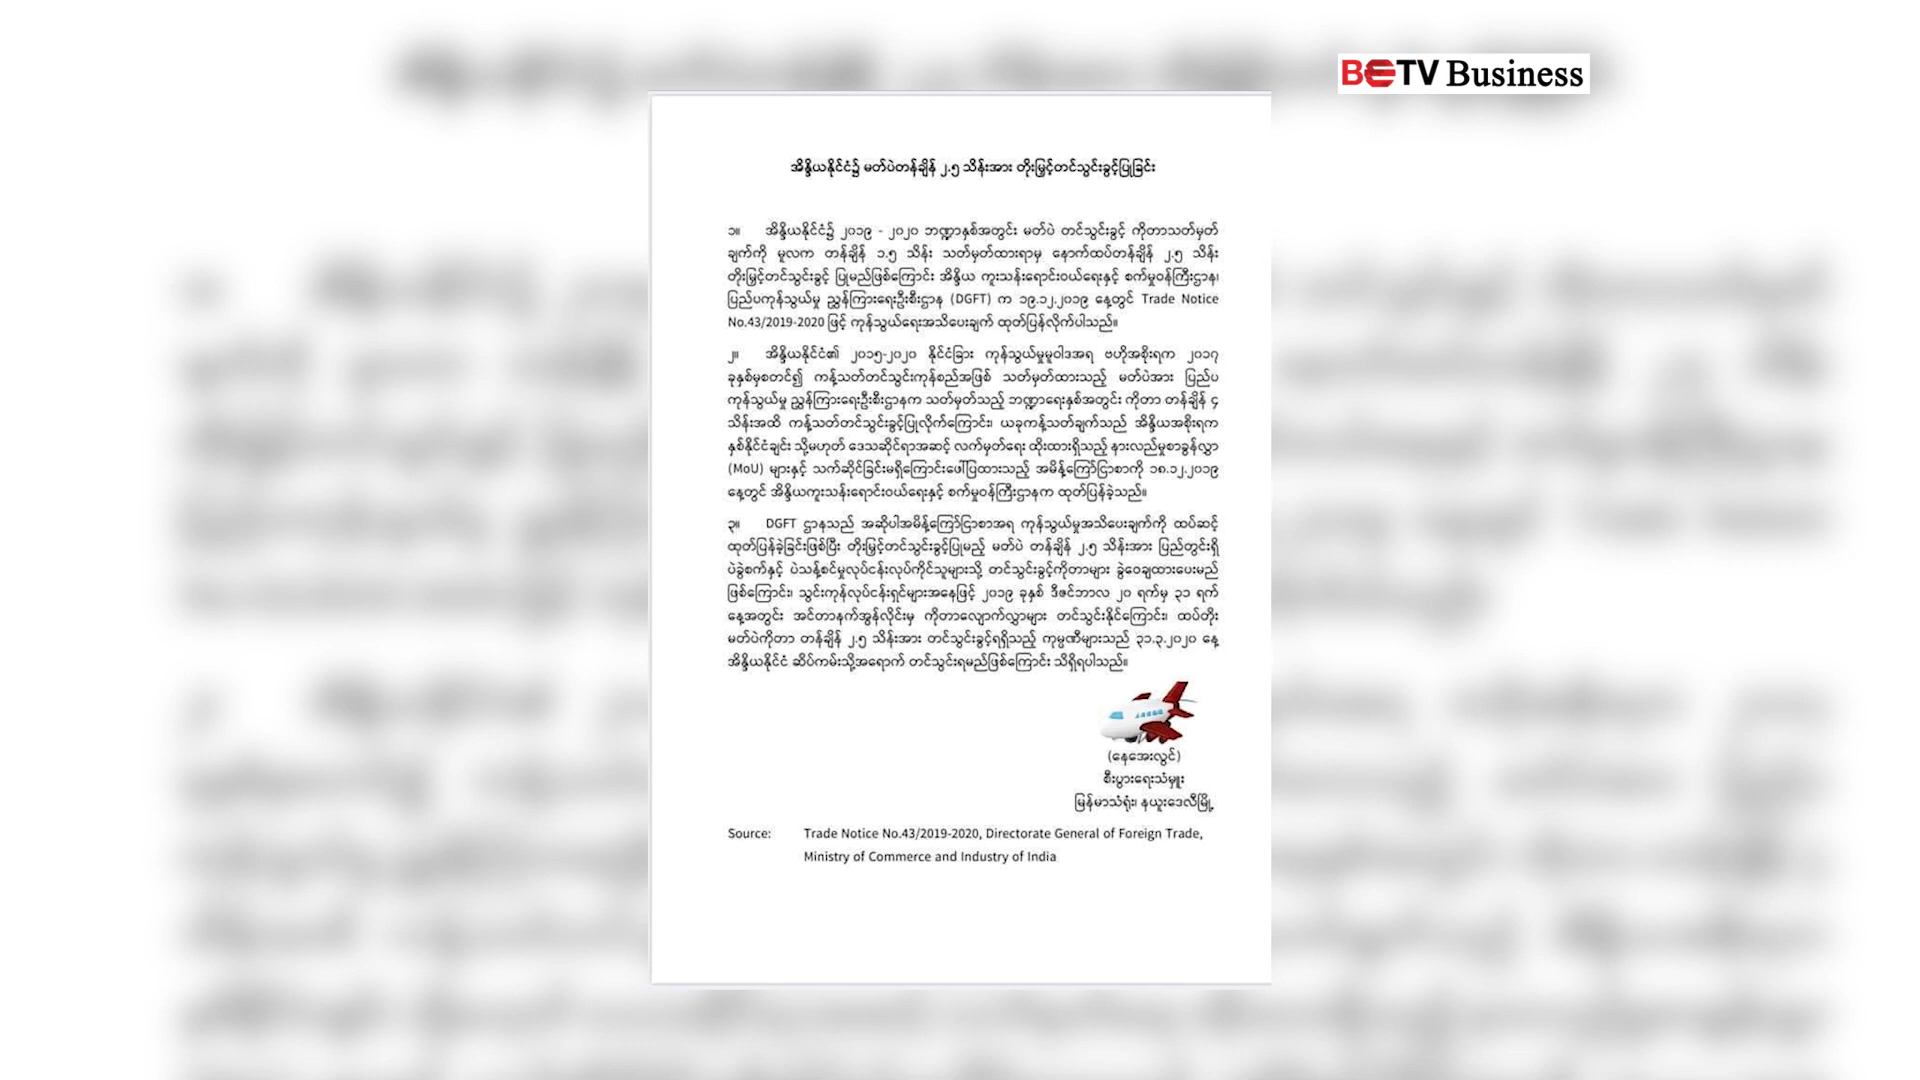 BETV Business
အိန္ဒိယနိုင်ငံ၌ မတ်ပဲတန်ချိန် ၂.၅ သိန်းအား တိုးမြှင့်တင်သွင်းခွင့်ပြုခြင်း
၁။ အိန္ဒိယနိုင်ငံ၌ ၂၀၁၉ - ၂၀၂၀ ဘဏ္ဍာနှစ်အတွင်း မတ်ပဲ တင်သွင်းခွင့် ကိုတာသတ်မှတ်
ချက်ကို မူလက တန်ချိန် ၁.၅ သိန်း သတ်မှတ်ထားရာမှ နောက်ထပ်တန်ချိန် ၂.၅ သိန်း
တိုးမြှင့်တင်သွင်းခွင့် ပြုမည်ဖြစ်ကြောင်း အိန္ဒိယ ကူးသန်းရောင်းဝယ်ရေးနှင့် စက်မှုဝန်ကြီးဌာန၊
ပြည်ပကုန်သွယ်မှု ညွှန်ကြားရေးဦးစီးဌာန (DGFT) က ၁၉.၁၂.၂၀၁၉ နေ့တွင် Trade Notice
No.43/2019-2020 ဖြင့် ကုန်သွယ်ရေးအသိပေးချက် ထုတ်ပြန်လိုက်ပါသည်။
၂။ အိန္ဒိယနိုင်ငံ၏ ၂၀၁၅-၂၀၂၀ နိုင်ငံခြား ကုန်သွယ်မှုမူဝါဒအရ ဗဟိုအစိုးရက ၂၀၁၇
ခုနှစ်မှစတင်၍ ကန့်သတ်တင်သွင်းကုန်စည်အဖြစ် သတ်မှတ်ထားသည့် မတ်ပဲအား ပြည်ပ
ကုန်သွယ်မှု ညွှန်ကြားရေးဦးစီးဌာနက သတ်မှတ်သည့် ဘဏ္ဍာရေးနှစ်အတွင်း ကိုတာ တန်ချိန် ၄
သိန်းအထိ ကန့်သတ်တင်သွင်းခွင့်ပြုလိုက်ကြောင်း၊ ယခုကန့်သတ်ချက်သည် အိန္ဒိယအစိုးရက
နှစ်နိုင်ငံချင်း သို့မဟုတ် ဒေသဆိုင်ရာအဆင့် လက်မှတ်ရေး ထိုးထားရှိသည့် နားလည်မှုစာချွန်လွှာ
(MoU) များနှင့် သက်ဆိုင်ခြင်းမရှိကြောင်းဖေါ်ပြထားသည့် အမိန့်ကြော်ငြာစာကို ၁၈.၁၂.၂၀၁၉
နေ့တွင် အိန္ဒိယကူးသန်းရောင်းဝယ်ရေးနှင့် စက်မှုဝန်ကြီးဌာနက ထုတ်ပြန်ခဲ့သည်။
၃။ DGFT ဌာနသည် အဆိုပါအမိန့်ကြော်ငြာစာအရ ကုန်သွယ်မှုအသိပေးချက်ကို ထပ်ဆင့်
ထုတ်ပြန်ခဲ့ခြင်းဖြစ်ပြီး တိုးမြှင့်တင်သွင်းခွင့်ပြုမည့် မတ်ပဲ တန်ချိန် ၂.၅ သိန်းအား ပြည်တွင်းရှိ
ပဲခွဲစက်နှင့် ပဲသန့်စင်မှုလုပ်ငန်းလုပ်ကိုင်သူများသို့ တင်သွင်းခွင့်ကိုတာများ ခွဲဝေချထားပေးမည်
ဖြစ်ကြောင်း၊ သွင်းကုန်လုပ်ငန်းရှင်များအနေဖြင့် ၂၀၁၉ ခုနှစ် ဒီဇင်ဘာလ ၂၀ ရက်မှ ၃၁ ရက်
နေ့အတွင်း အင်တာနက်အွန်လိုင်းမှ ကိုတာလျှောက်လွှာများ တင်သွင်းနိုင်ကြောင်း၊ ထပ်တိုး
မတ်ပဲကိုတာ တန်ချိန် ၂.၅ သိန်းအား တင်သွင်းခွင့်ရရှိသည့် ကုမ္ပဏီများသည် ၃၁.၃.၂၀၂၀ နေ့
အိန္ဒိယနိုင်ငံ ဆိပ်ကမ်းသို့အရောက် တင်သွင်းရမည်ဖြစ်ကြောင်း သိရှိရပါသည်။
(နေအေးလွင်)
စီးပွားရေးသံမှူး
မြန်မာသံရုံး၊ နယူးဒေလီမြို့
Source: Trade Notice No.43/2019-2020, Directorate General of Foreign Trade,
Ministry of Commerce and Industry of India